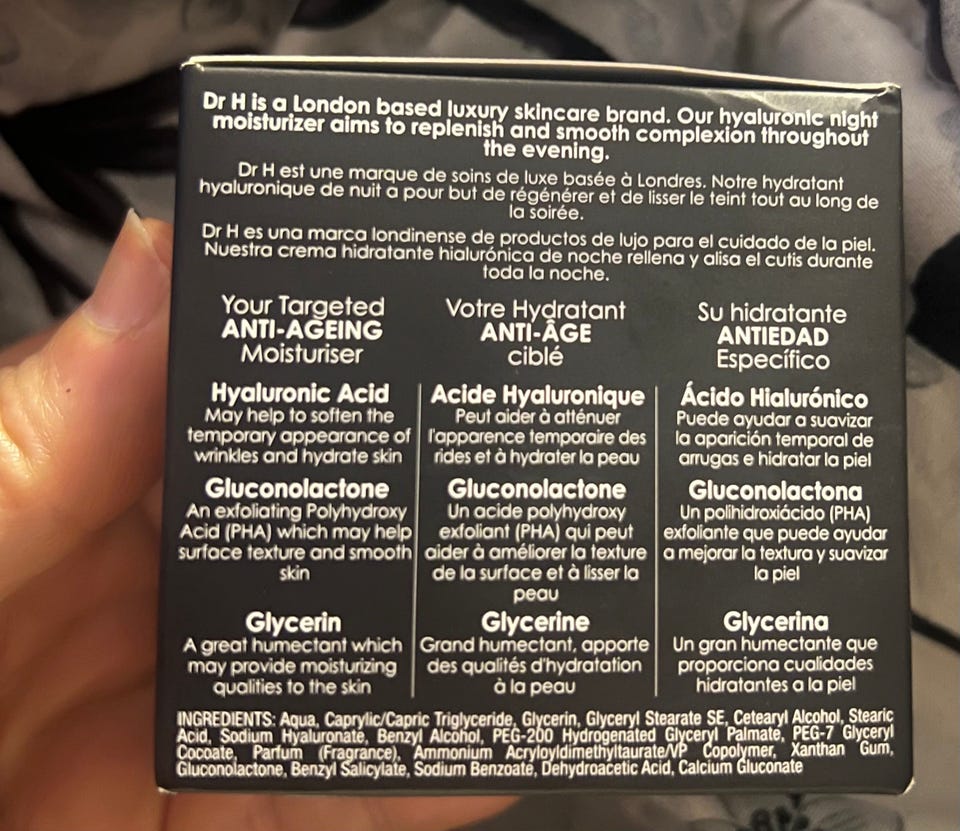 Dr H is a London based luxury skincare brand. Our hyaluronic night
moisturizer aims to replenish and smooth complexion throughout
the evening.
Dr H est une marque de soins de luxe basée à Londres. Notre hydratant
hyaluronique de nuit a pour but de régénérer et de lisser le teint tout au long de
la soirée.
Dr H es una marca londinense de productos de lujo para el cuidado de la piel.
Nuestra crema hidratante hialurónica de noche rellena y alisa el cutis durante
toda la noche.
Your Targeted
ANTI-AGEING
Moisturiser
Hyaluronic Acid
May help to soften the
temporary appearance of
wrinkles and hydrate skin
Gluconolactone
An exfoliating Polyhydroxy
Acid (PHA) which may help
surface texture and smooth
skin
Glycerin
A great humectant which
may provide moisturizing
qualities to the skin
Votre Hydratant
ANTI-ÂGE
ciblé
Acide Hyaluronique
Peut aider à atténuer
l'apparence temporaire des
rides et à hydrater la peau
Gluconolactone
Un acide polyhydroxy
exfoliant (PHA) qui peut
aider à améliorer la texture
de la surface et à lisser la
peau
Glycerine
Grand humectant, apporte
des qualités d'hydratation
à la peau
Su hidratante
ANTIEDAD
Específico
Ácido Hialurónico
Puede ayudar a suavizar
la aparición temporal de
arrugas e hidratar la piel
Gluconolactona
Un polihidroxiácido (PHA)
exfoliante que puede ayudar
a mejorar la textura y suavizar
la piel
Glycerina
Un gran humectante que
proporciona cualidades
hidratantes a la piel
INGREDIENTS: Aqua, Caprylic/Capric Triglyceride, Glycerin, Glyceryl Stearate SE, Cetearyl Alcohol, Stearic
Acid, Sodium Hyaluronate, Benzyl Alcohol, PEG-200 Hydrogenated Glyceryl Palmate, PEG-7 Glyceryl
Cocoate, Parfum (Fragrance), Ammonium Acryloyldimethyltaurate/VP Copolymer, Xanthan Gum,
Gluconolactone, Benzyl Salicylate, Sodium Benzoate, Dehydroacetic Acid, Calcium Gluconate